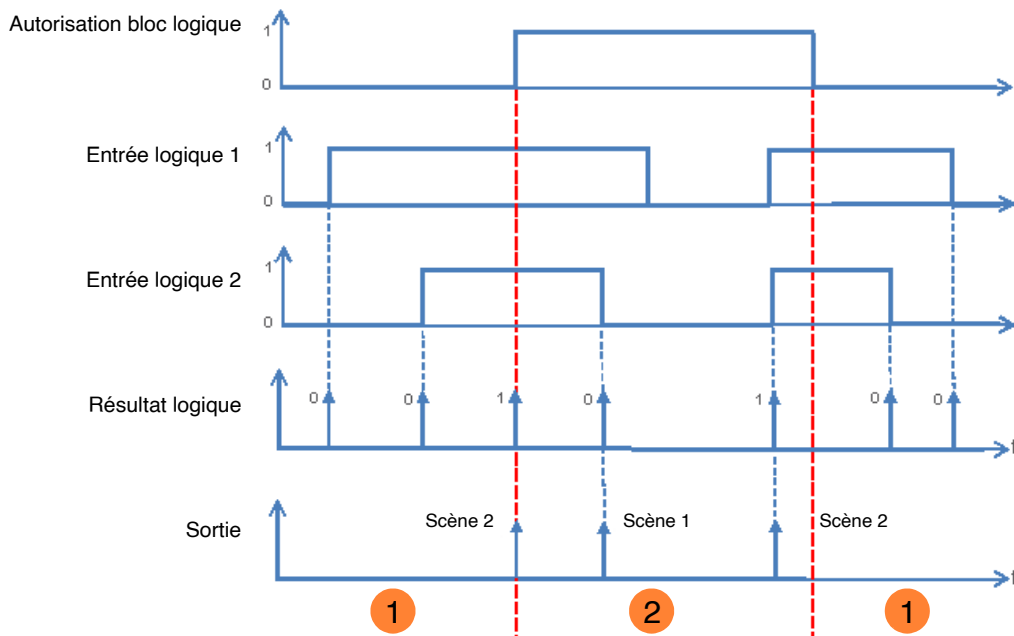 Autorisation bloc logique
1
0
Entrée logique 1
1
0
Entrée logique 2
1
0
Résultat logique
0
0
1
0
1
0
0
t
Sortie
Scène 2
Scène 1
Scène 2
t
1
2
1